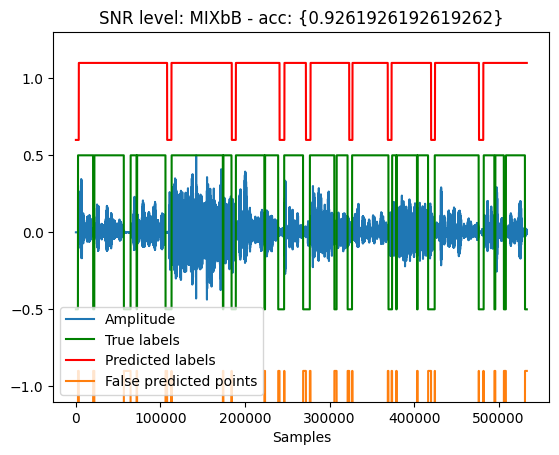 SNR level: MIXbB - acc: {0.9261926192619262}
1.0
0.5
0.0
−0.5
−1.0
Amplitude
True labels
Predicted labels
False predicted points
0
100000
200000
300000
400000
500000
Samples